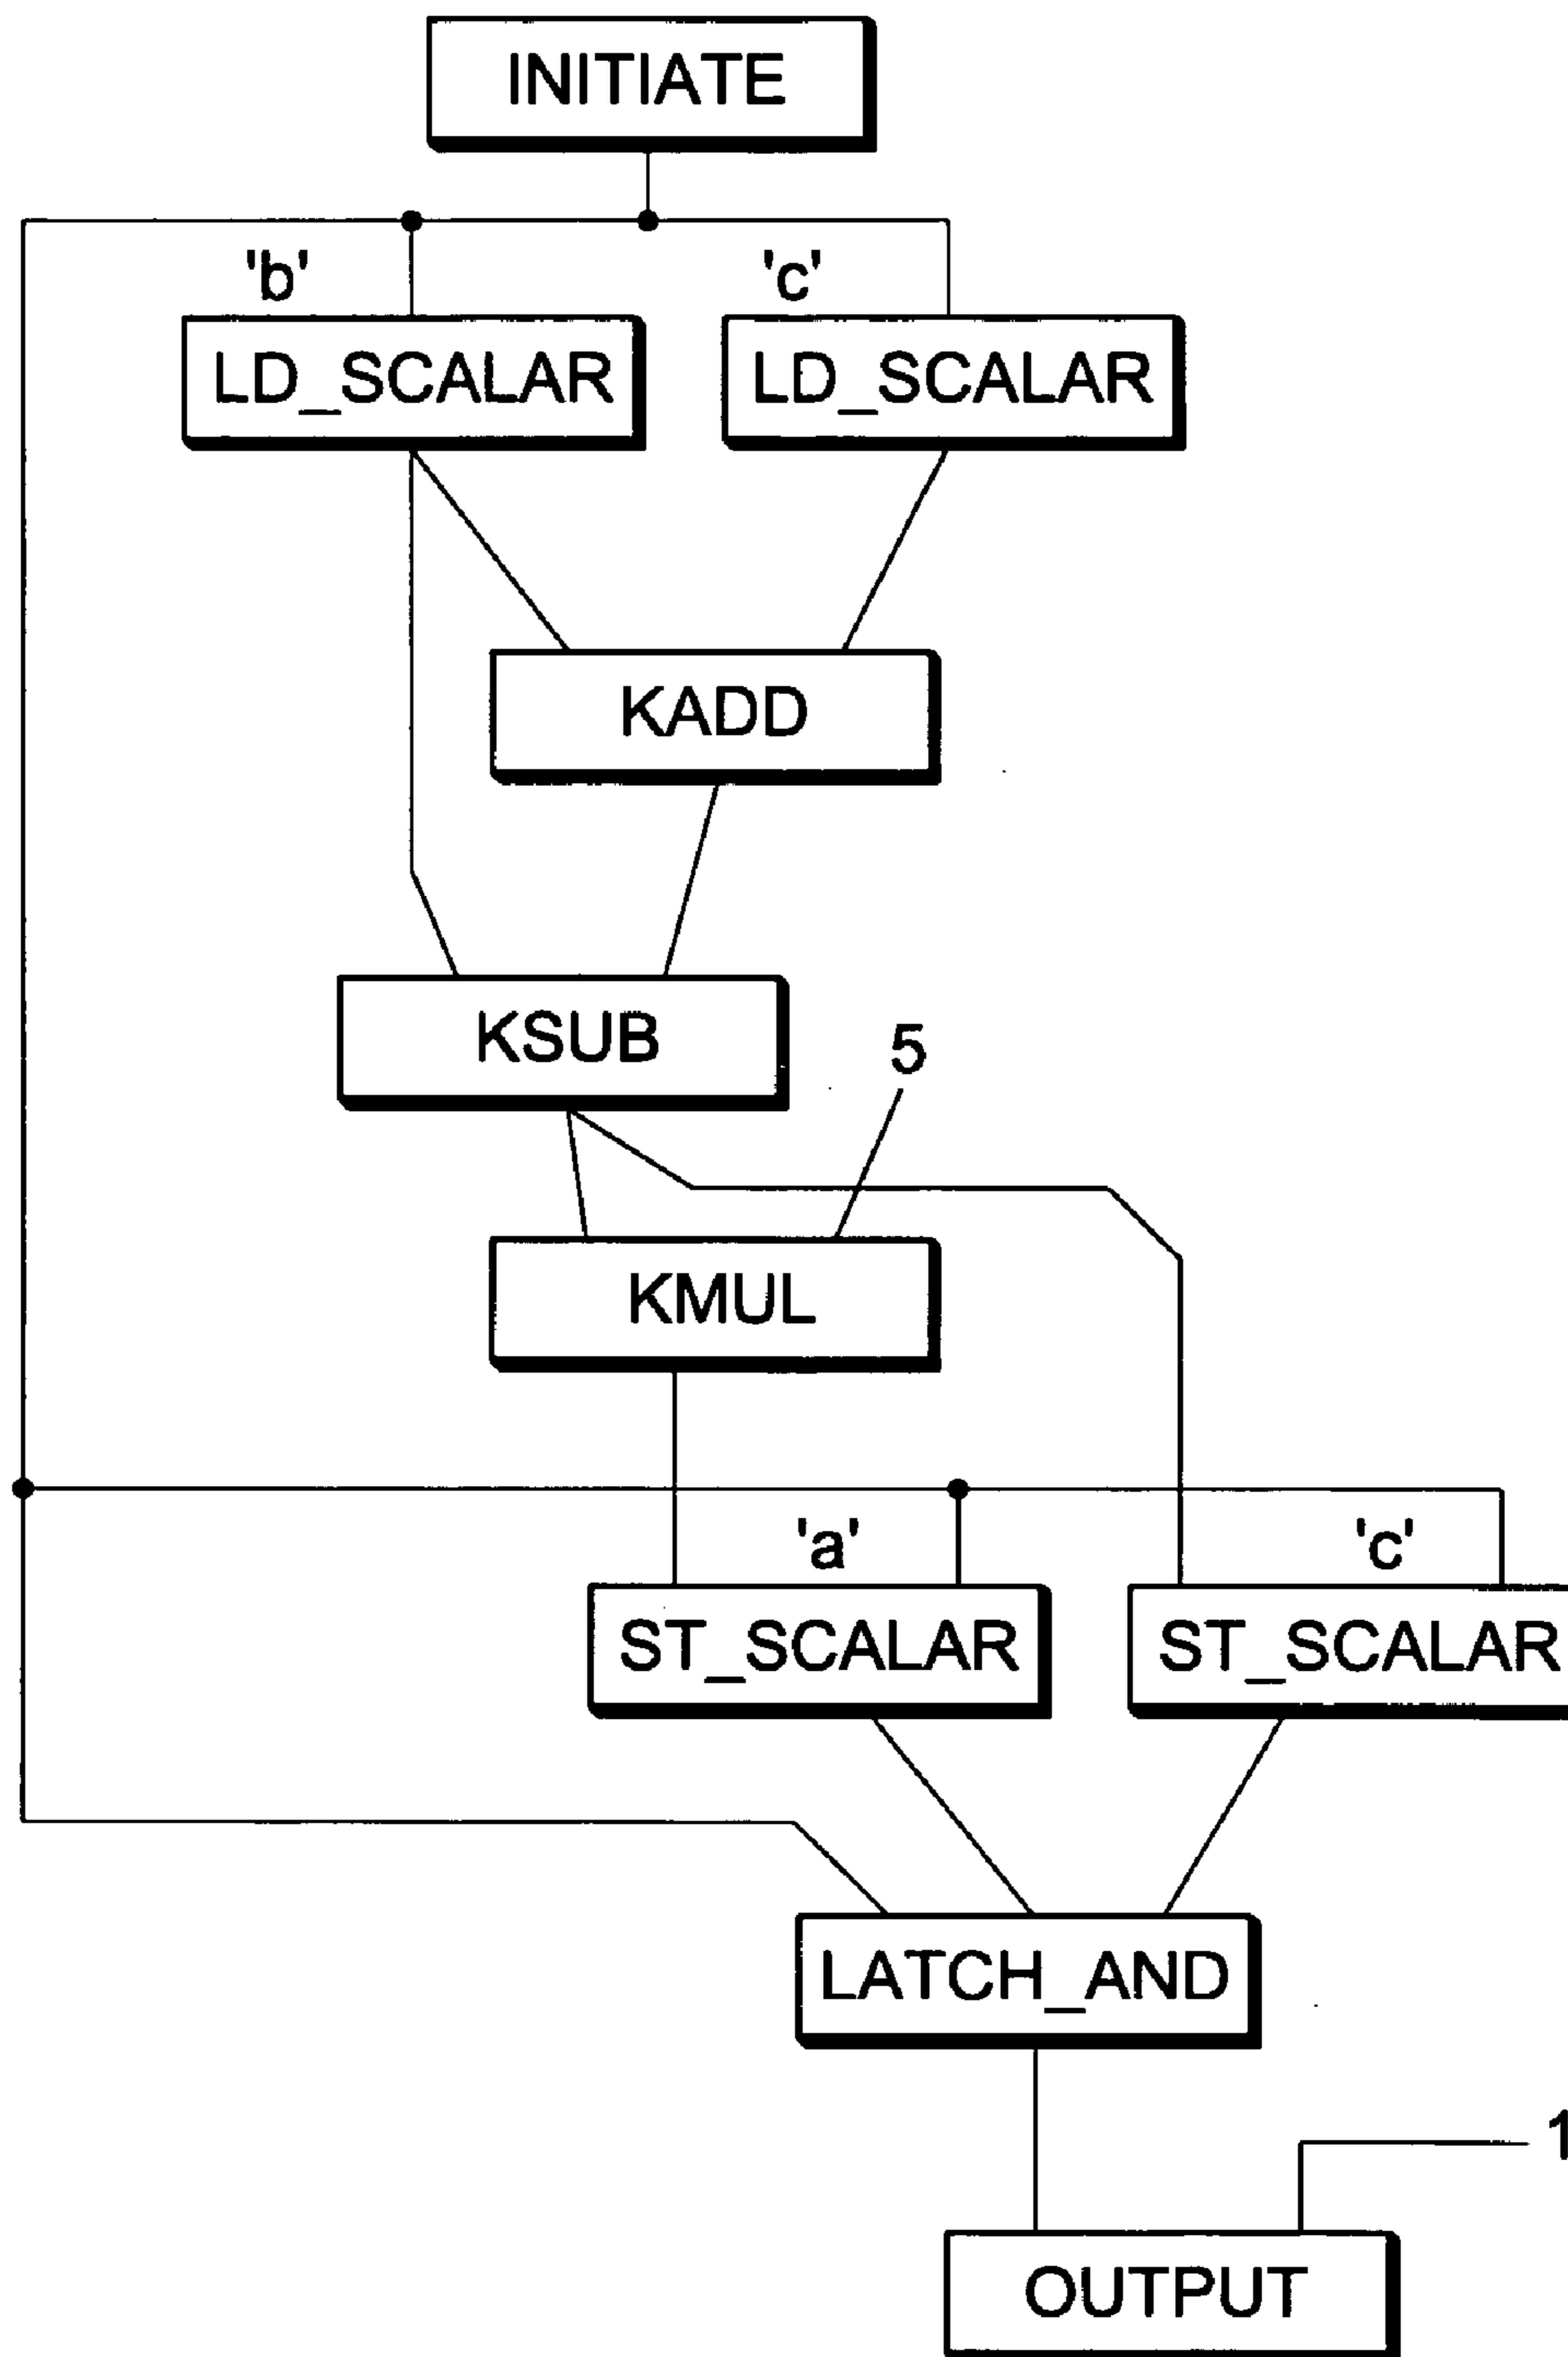 INITIATE
'b' 'c'
LD_SCALAR LD_SCALAR
KADD
KSUB
5
KMUL
'a' 'c'
ST_SCALAR ST_SCALAR
LATCH_AND
1
OUTPUT